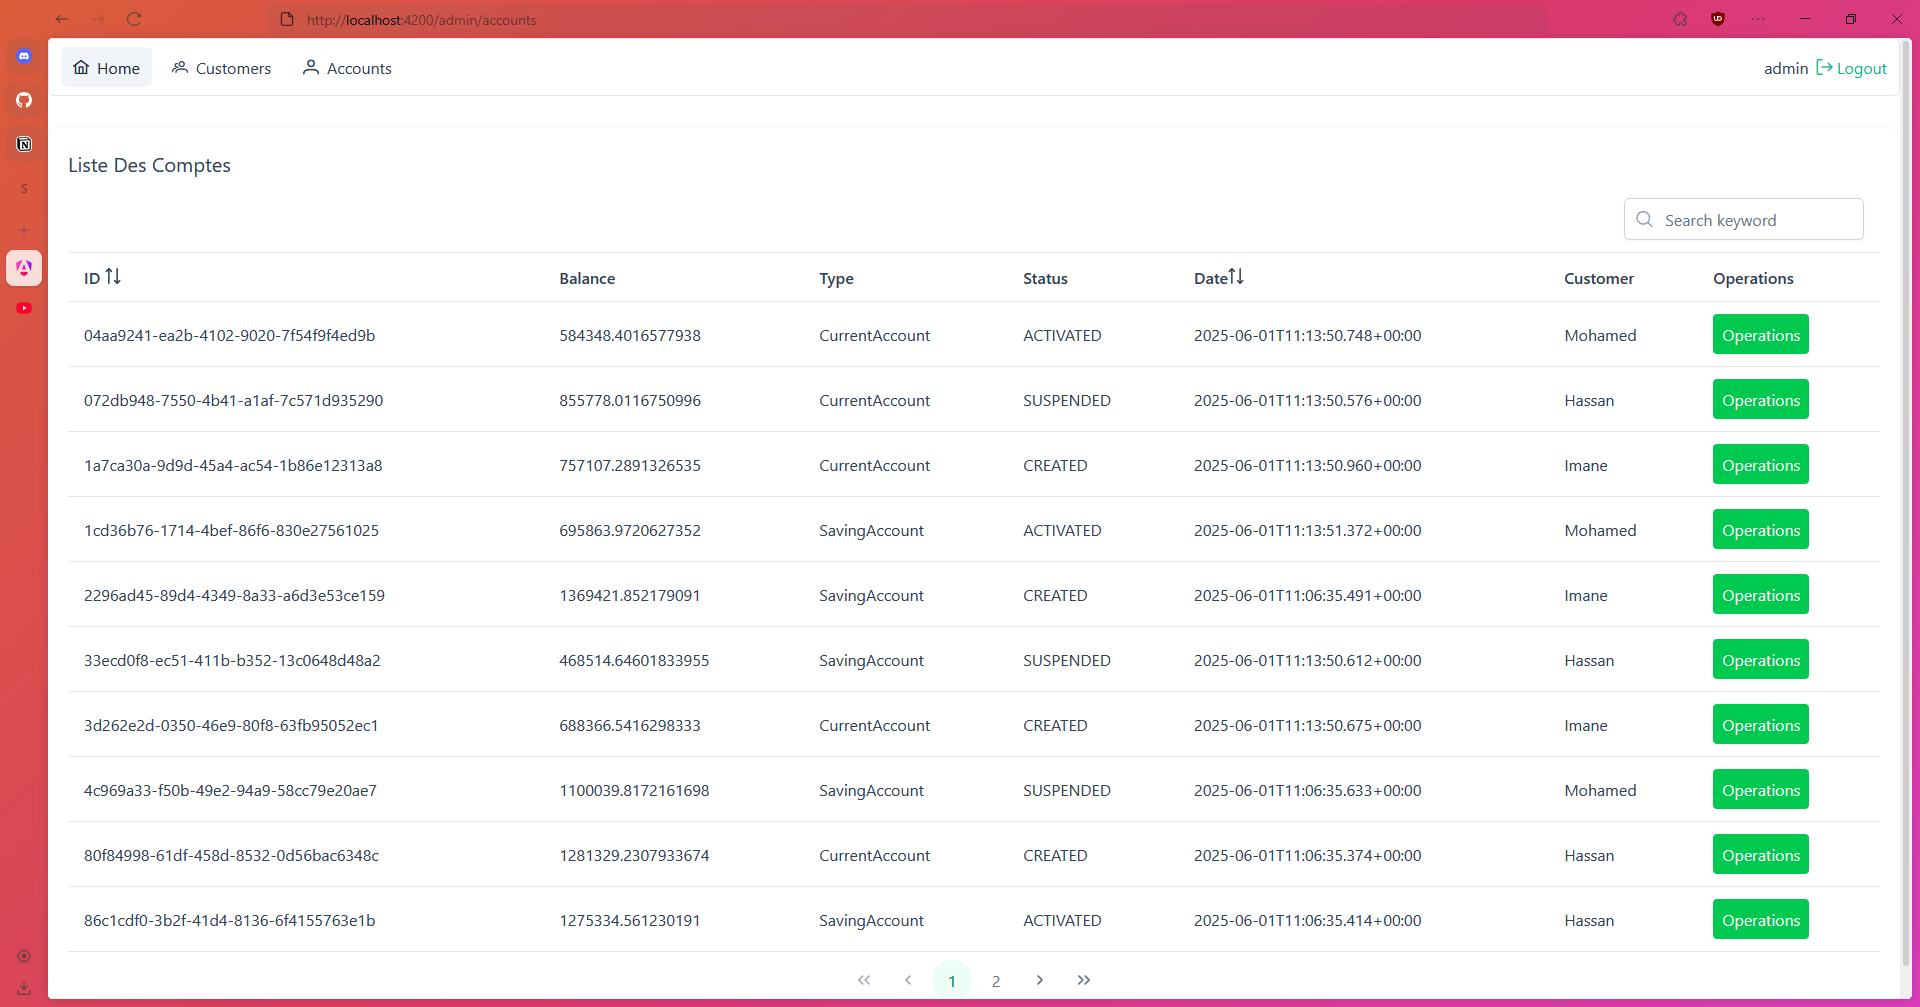 http://localhost:4200/admin/accounts
Home Customers Accounts admin Logout
Liste Des Comptes
S
Search keyword
ID Balance Type Status Date Customer Operations
04aa9241-ea2b-4102-9020-7f54f9f4ed9b 584348.4016577938 CurrentAccount ACTIVATED 2025-06-01T11:13:50.748+00:00 Mohamed Operations
072db948-7550-4b41-a1af-7c571d935290 855778.0116750996 CurrentAccount SUSPENDED 2025-06-01T11:13:50.576+00:00 Hassan Operations
1a7ca30a-9d9d-45a4-ac54-1b86e12313a8 757107.2891326535 CurrentAccount CREATED 2025-06-01T11:13:50.960+00:00 Imane Operations
1cd36b76-1714-4bef-86f6-830e27561025 695863.9720627352 SavingAccount ACTIVATED 2025-06-01T11:13:51.372+00:00 Mohamed Operations
2296ad45-89d4-4349-8a33-a6d3e53ce159 1369421.852179091 SavingAccount CREATED 2025-06-01T11:06:35.491+00:00 Imane Operations
33ecd0f8-ec51-411b-b352-13c0648d48a2 468514.64601833955 SavingAccount SUSPENDED 2025-06-01T11:13:50.612+00:00 Hassan Operations
3d262e2d-0350-46e9-80f8-63fb95052ec1 688366.5416298333 CurrentAccount CREATED 2025-06-01T11:13:50.675+00:00 Imane Operations
4c969a33-f50b-49e2-94a9-58cc79e20ae7 1100039.8172161698 SavingAccount SUSPENDED 2025-06-01T11:06:35.633+00:00 Mohamed Operations
80f84998-61df-458d-8532-0d56bac6348c 1281329.2307933674 CurrentAccount CREATED 2025-06-01T11:06:35.374+00:00 Hassan Operations
86c1cdf0-3b2f-41d4-8136-6f4155763e1b 1275334.561230191 SavingAccount ACTIVATED 2025-06-01T11:06:35.414+00:00 Hassan Operations
1 2